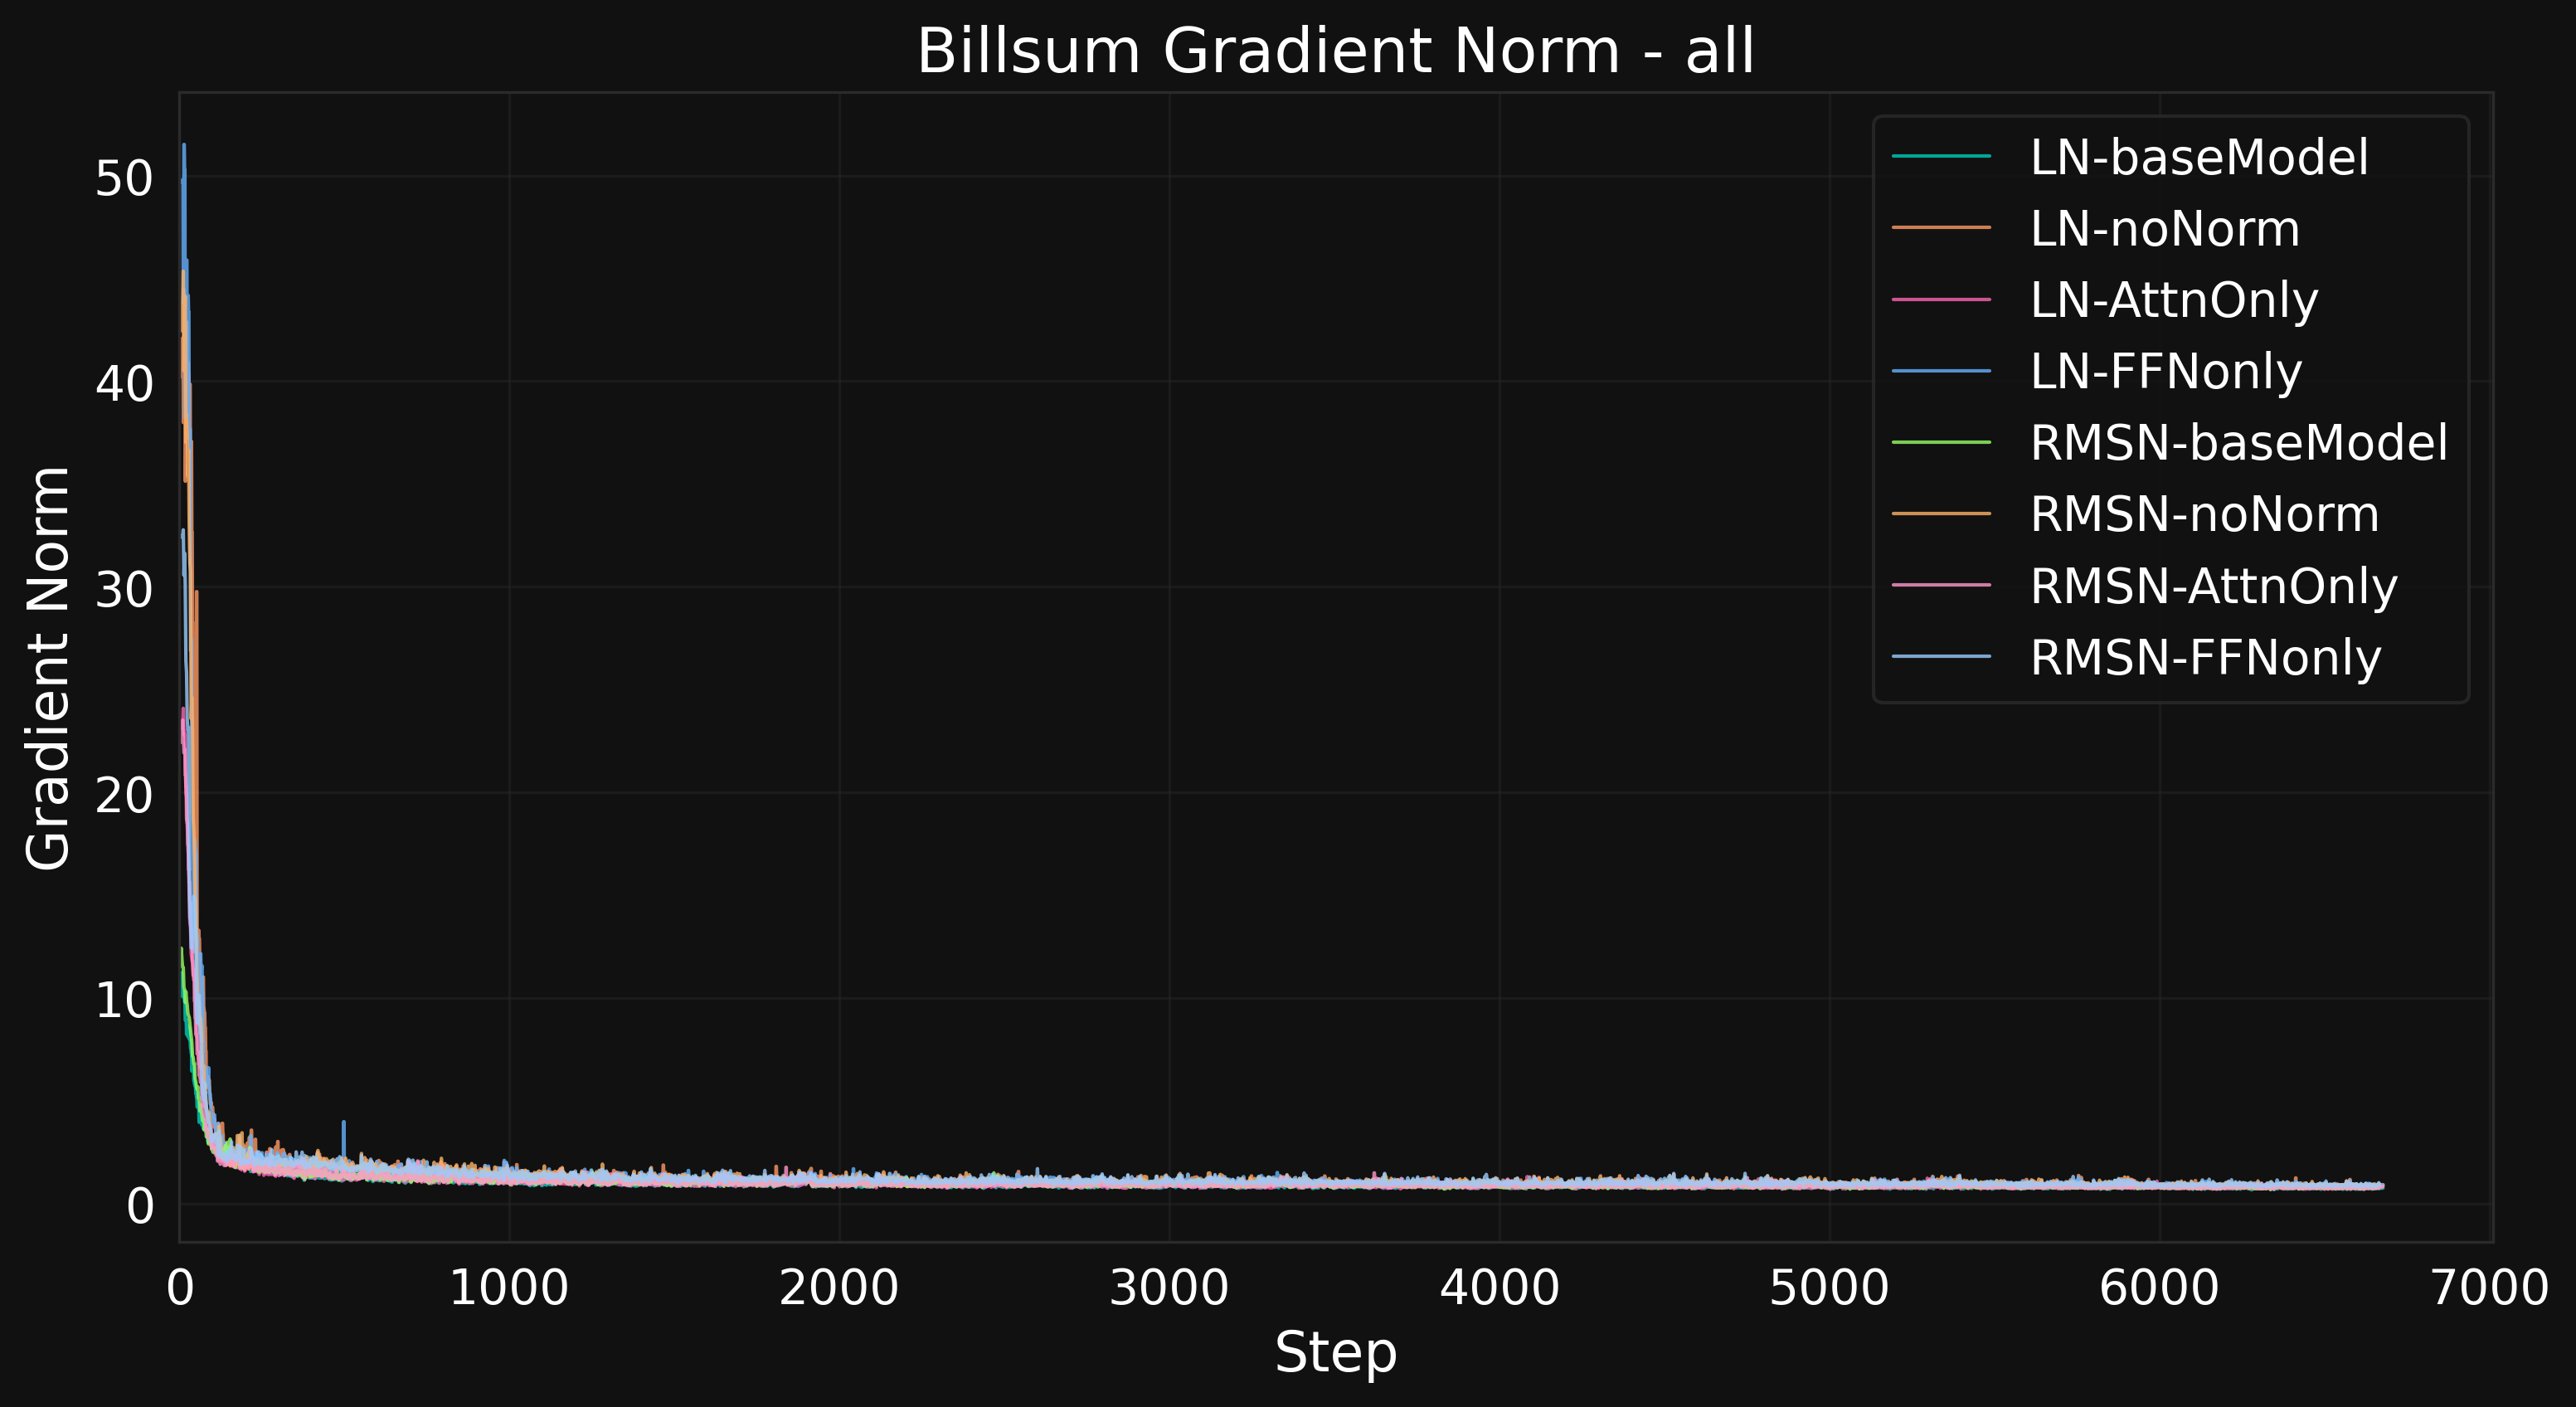 Billsum Gradient Norm - all
50
40
30
20
10
0
Gradient Norm
LN-baseModel
LN-noNorm
LN-AttnOnly
LN-FFNonly
RMSN-baseModel
RMSN-noNorm
RMSN-AttnOnly
RMSN-FFNonly
0 1000 2000 3000 4000 5000 6000 7000
Step